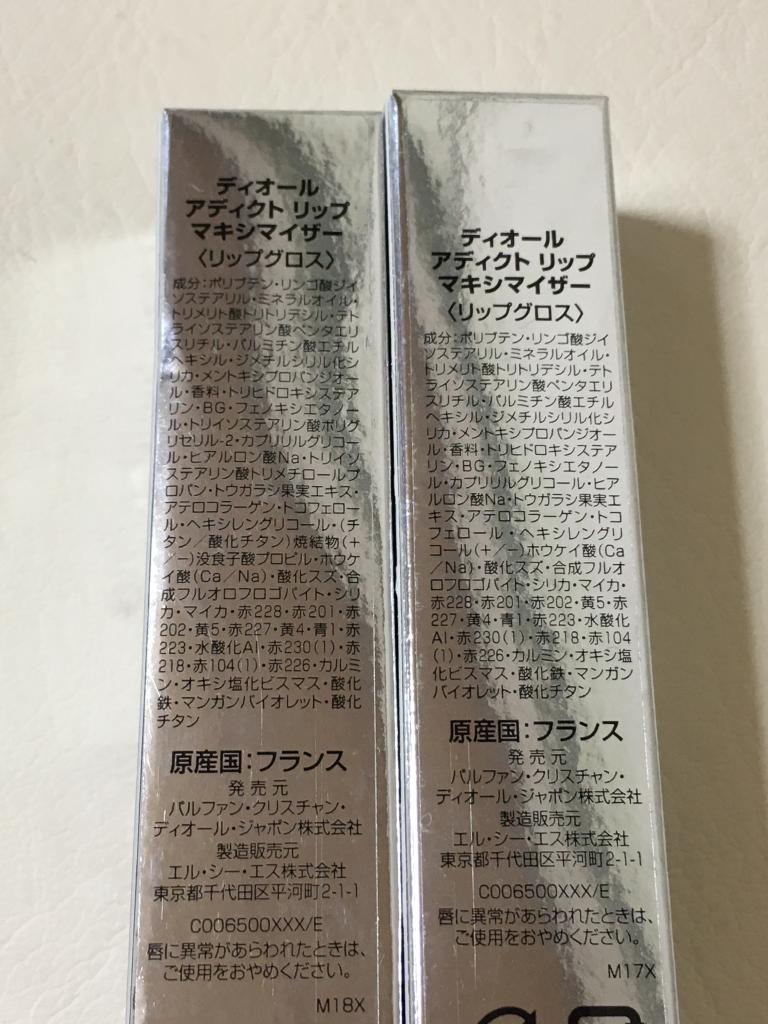 ディオール
アディクト リップ
マキシマイザー
〈リップグロス〉
成分：ポリブテン・リンゴ酸ジイ
ソステアリル・ミネラルオイル・
トリメリト酸トリトリデシル・テト
ライソステアリン酸ペンタエリ
スリチル・パルミチン酸エチル
ヘキシル・ジメチルシリル化シ
リカ・メントキシプロパンジオー
ル・香料・トリヒドロキシステア
リン・BG・フェノキシエタノー
ル・トリイソステアリン酸ポリグ
リセリル-2・カプリリルグリコー
ル・ヒアルロン酸Na・トリイソ
ステアリン酸トリメチロールプ
ロパン・トウガラシ果実エキス・
アテロコラーゲン・トコフェロー
ル・ヘキシレングリコール・（チ
タン／酸化チタン）焼結物（＋
／−）没食子酸プロピル・ホウケ
イ酸（Ca／Na）・酸化スズ・合
成フルオロフロゴパイト・シリ
カ・マイカ・赤228・赤201・赤
202・黄5・赤227・黄4・青1・赤
223・水酸化Al・赤230（1）・赤
218・赤104（1）・赤226・カルミ
ン・オキシ塩化ビスマス・酸化
鉄・マンガンバイオレット・酸化
チタン
原産国：フランス
発売元
パルファン・クリスチャン・
ディオール・ジャポン株式会社
製造販売元
エル・シー・エス株式会社
東京都千代田区平河町2-1-1
C006500XXX/E
唇に異常があらわれたときは、
ご使用をおやめください。
M18X
ディオール
アディクト リップ
マキシマイザー
〈リップグロス〉
成分：ポリブテン・リンゴ酸ジイ
ソステアリル・ミネラルオイル・
トリメリト酸トリトリデシル・テト
ライソステアリン酸ペンタエリ
スリチル・パルミチン酸エチル
ヘキシル・ジメチルシリル化シ
リカ・メントキシプロパンジオー
ル・香料・トリヒドロキシステア
リン・BG・フェノキシエタノー
ル・カプリリルグリコール・ヒア
ルロン酸Na・トウガラシ果実エ
キス・アテロコラーゲン・トコ
フェロール・ヘキシレングリ
コール（＋／−）ホウケイ酸（Ca
／Na）・酸化スズ・合成フルオ
ロフロゴパイト・シリカ・マイカ・
赤228・赤201・赤202・黄5・赤
227・黄4・青1・赤223・水酸化
Al・赤230（1）・赤218・赤104
（1）・赤226・カルミン・オキシ塩
化ビスマス・酸化鉄・マンガン
バイオレット・酸化チタン
原産国：フランス
発売元
パルファン・クリスチャン・
ディオール・ジャポン株式会社
製造販売元
エル・シー・エス株式会社
東京都千代田区平河町2-1-1
C006500XXX/E
唇に異常があらわれたときは、
ご使用をおやめください。
M17X